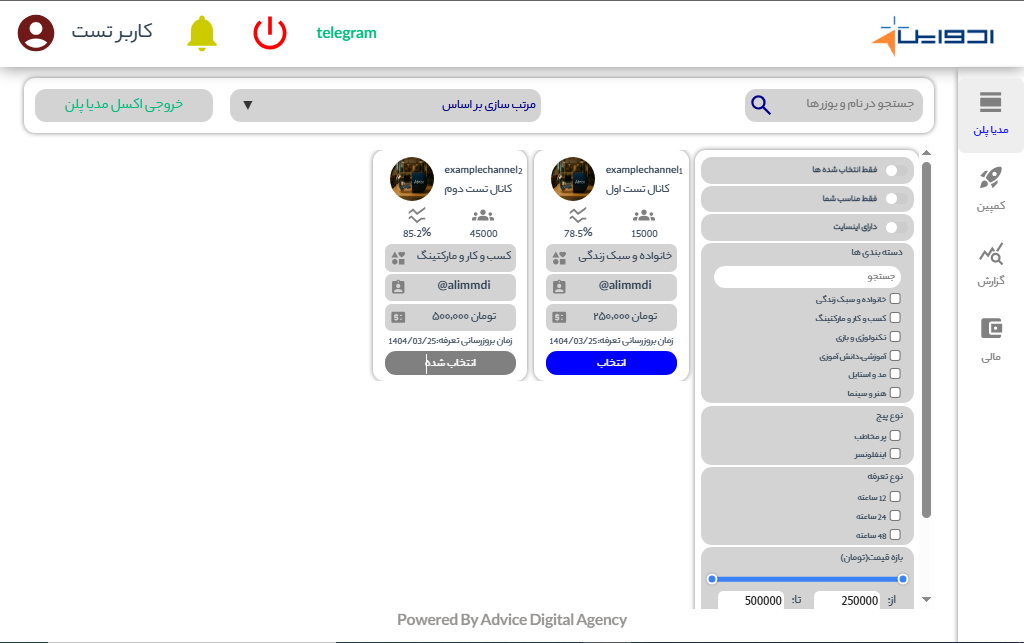 ادوایس
telegram
کاربر تست
جستجو در نام و یوزرها
مرتب سازی بر اساس
خروجی اکسل مدیا پلن
مدیا پلن
کمپین
گزارش
مالی
فقط انتخاب شده ها
فقط مناسب شما
دارای اینسایت
دسته بندی ها
جستجو
خانواده و سبک زندگی
کسب و کار و مارکتینگ
تکنولوژی و بازی
آموزشی،دانش آموزی
مد و استایل
هنر و سینما
نوع پیج
پر مخاطب
اینفلونسر
نوع تعرفه
12 ساعته
24 ساعته
48 ساعته
بازه قیمت(تومان)
از: 250000 تا: 500000
examplechannel1
کانال تست اول
15000
78.5%
خانواده و سبک زندگی
@alimmdi
۲۵۰,۰۰۰ تومان
زمان بروزرسانی تعرفه:1404/03/25
انتخاب
examplechannel2
کانال تست دوم
45000
85.2%
کسب و کار و مارکتینگ
@alimmdi
۵۰۰,۰۰۰ تومان
زمان بروزرسانی تعرفه:1404/03/25
انتخاب شده
Powered By Advice Digital Agency